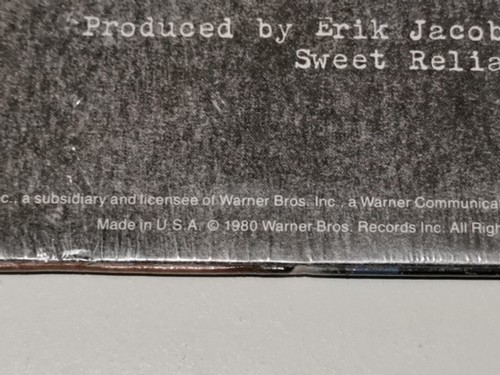 Produced by Erik Jacob
Sweet Relia
c., a subsidiary and licensee of Warner Bros. Inc., a Warner Communicat
Made in U.S.A. © 1980 Warner Bros. Records Inc. All Righ